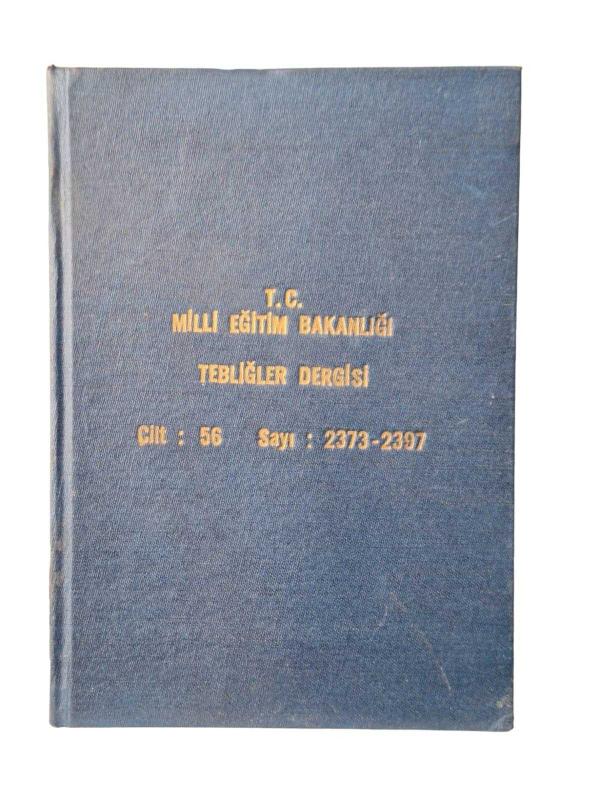 T.C.
MİLLİ EĞİTİM BAKANLIĞI
TEBLİĞLER DERGİSİ
Cilt : 56 Sayı : 2373-2397